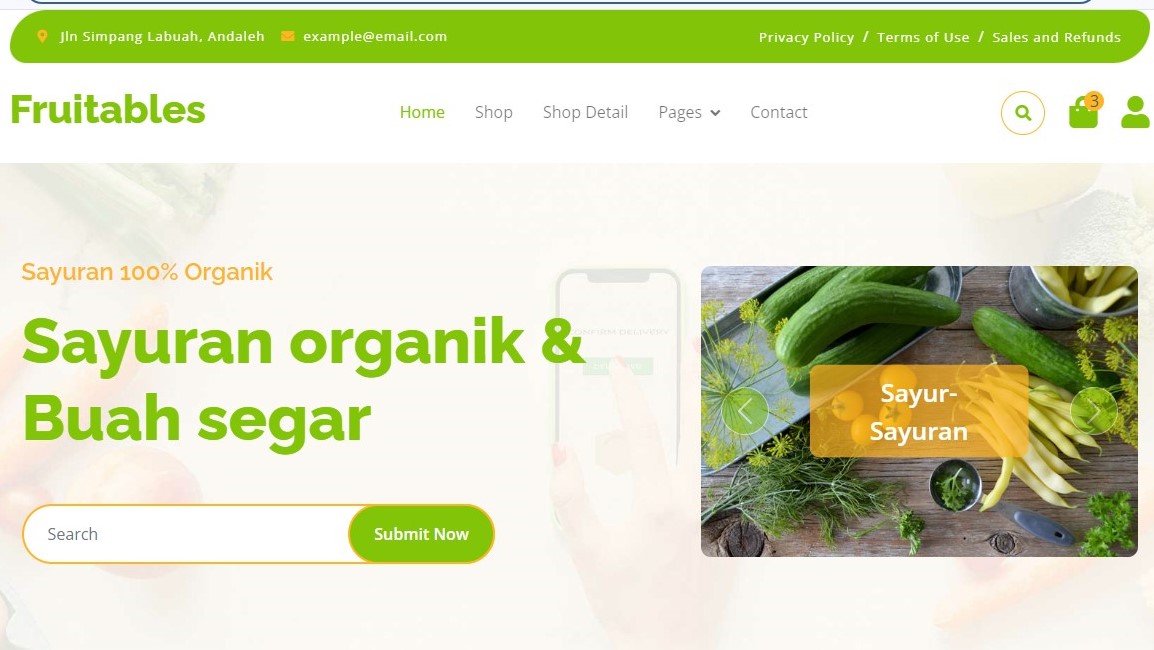 Jln Simpang Labuah, Andaleh example@email.com Privacy Policy / Terms of Use / Sales and Refunds
Fruitables Home Shop Shop Detail Pages Contact 3
Sayuran 100% Organik
Sayuran organik &
Buah segar
CONFIRM DELIVERY
Sayur-
Sayuran
Search Submit Now